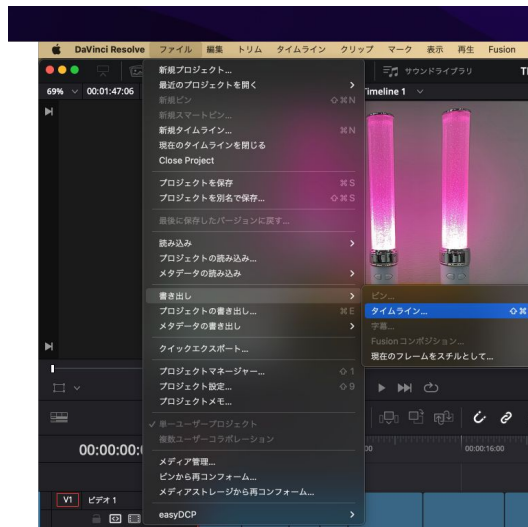 DaVinci Resolve ファイル 編集 トリム タイムライン クリップ マーク 表示 再生 Fusion
サウンドライブラリ
69% 00:01:47:06
Timeline 1
新規プロジェクト...
最近のプロジェクトを開く
新規ビン ⇧⌘N
新規スマートビン...
新規タイムライン... ⌘N
現在のタイムラインを閉じる
Close Project
プロジェクトを保存 ⌘S
プロジェクトを別名で保存... ⇧⌘S
最後に保存したバージョンに戻す...
読み込み
プロジェクトの読み込み...
メタデータの読み込み
書き出し
プロジェクトの書き出し... ⌘E
メタデータの書き出し
クイックエクスポート...
プロジェクトマネージャー... ⇧1
プロジェクト設定... ⇧9
プロジェクトメモ...
✓ 単一ユーザープロジェクト
複数ユーザーコラボレーション
メディア管理...
ビンから再コンフォーム...
メディアストレージから再コンフォーム...
easyDCP
ビン...
タイムライン... ⇧⌘
字幕...
Fusionコンポジション...
現在のフレームをスチルとして...
00:00:00:
00:00:16:00
V1 ビデオ 1